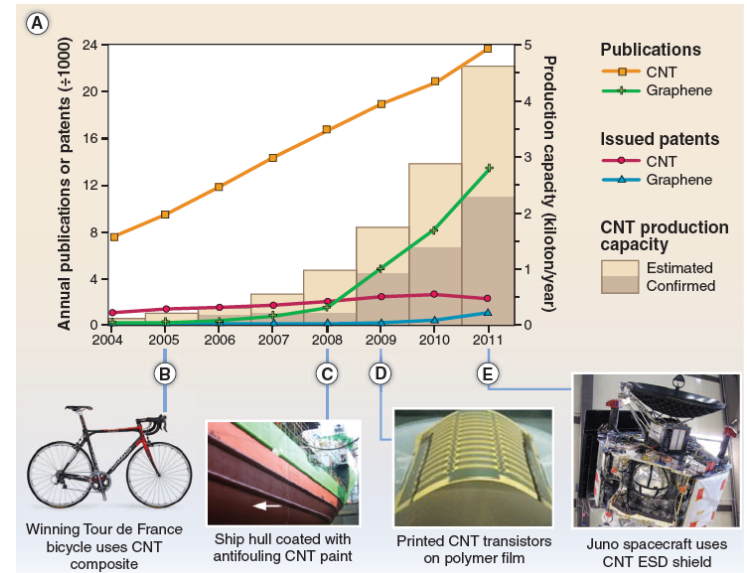 A
Annual publications or patents (÷1000)
24
20
16
12
8
4
0
5
4
3
2
1
0
Production capacity (kiloton/year)
2004 2005 2006 2007 2008 2009 2010 2011
Publications
CNT
Graphene
Issued patents
CNT
Graphene
CNT production
capacity
Estimated
Confirmed
B
C
D
E
Winning Tour de France
bicycle uses CNT
composite
Ship hull coated with
antifouling CNT paint
Printed CNT transistors
on polymer film
Juno spacecraft uses
CNT ESD shield